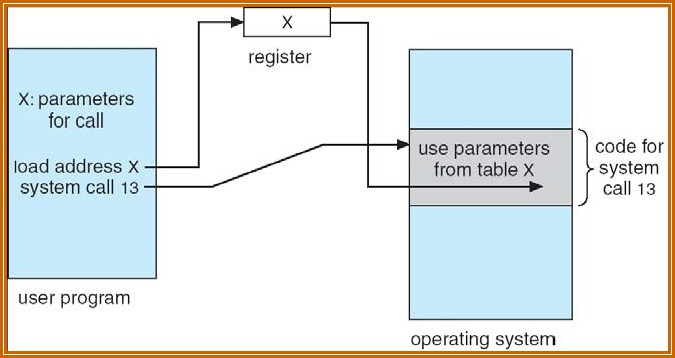 X
register
X: parameters
for call
load address X
system call 13
user program
use parameters
from table X
code for
system
call 13
operating system